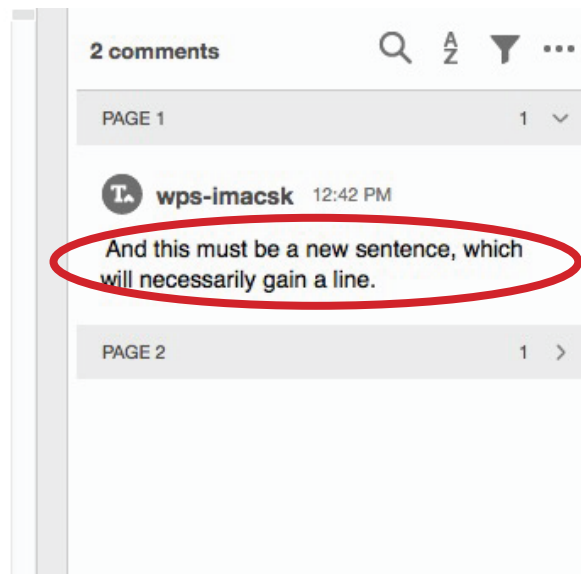 2 comments
A
Z
PAGE 1 1
T
wps-imacsk 12:42 PM
And this must be a new sentence, which
will necessarily gain a line.
PAGE 2 1